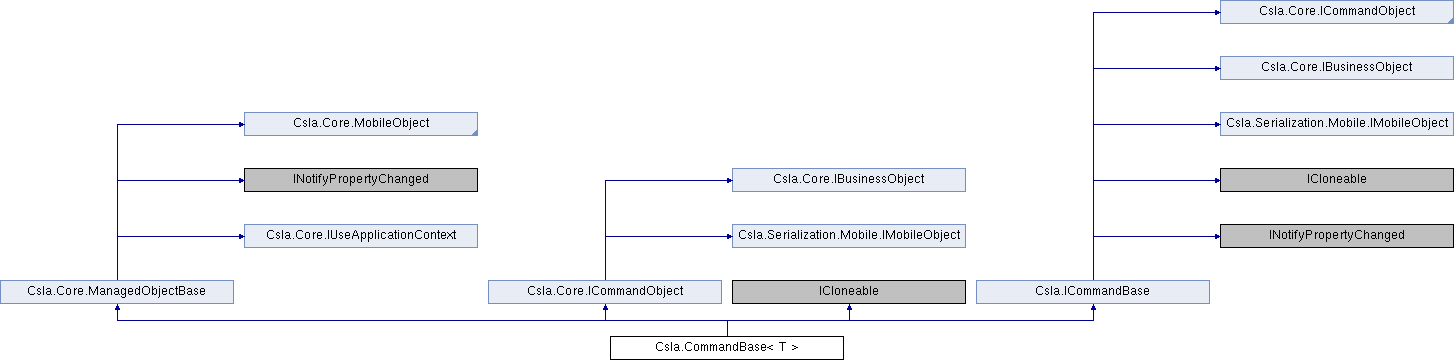 Csla.Core.ICommandObject
Csla.Core.IBusinessObject
Csla.Core.MobileObject
Csla.Serialization.Mobile.IMobileObject
INotifyPropertyChanged
Csla.Core.IBusinessObject
ICloneable
Csla.Core.IUseApplicationContext
Csla.Serialization.Mobile.IMobileObject
INotifyPropertyChanged
Csla.Core.ManagedObjectBase
Csla.Core.ICommandObject
ICloneable
Csla.ICommandBase
Csla.CommandBase< T >